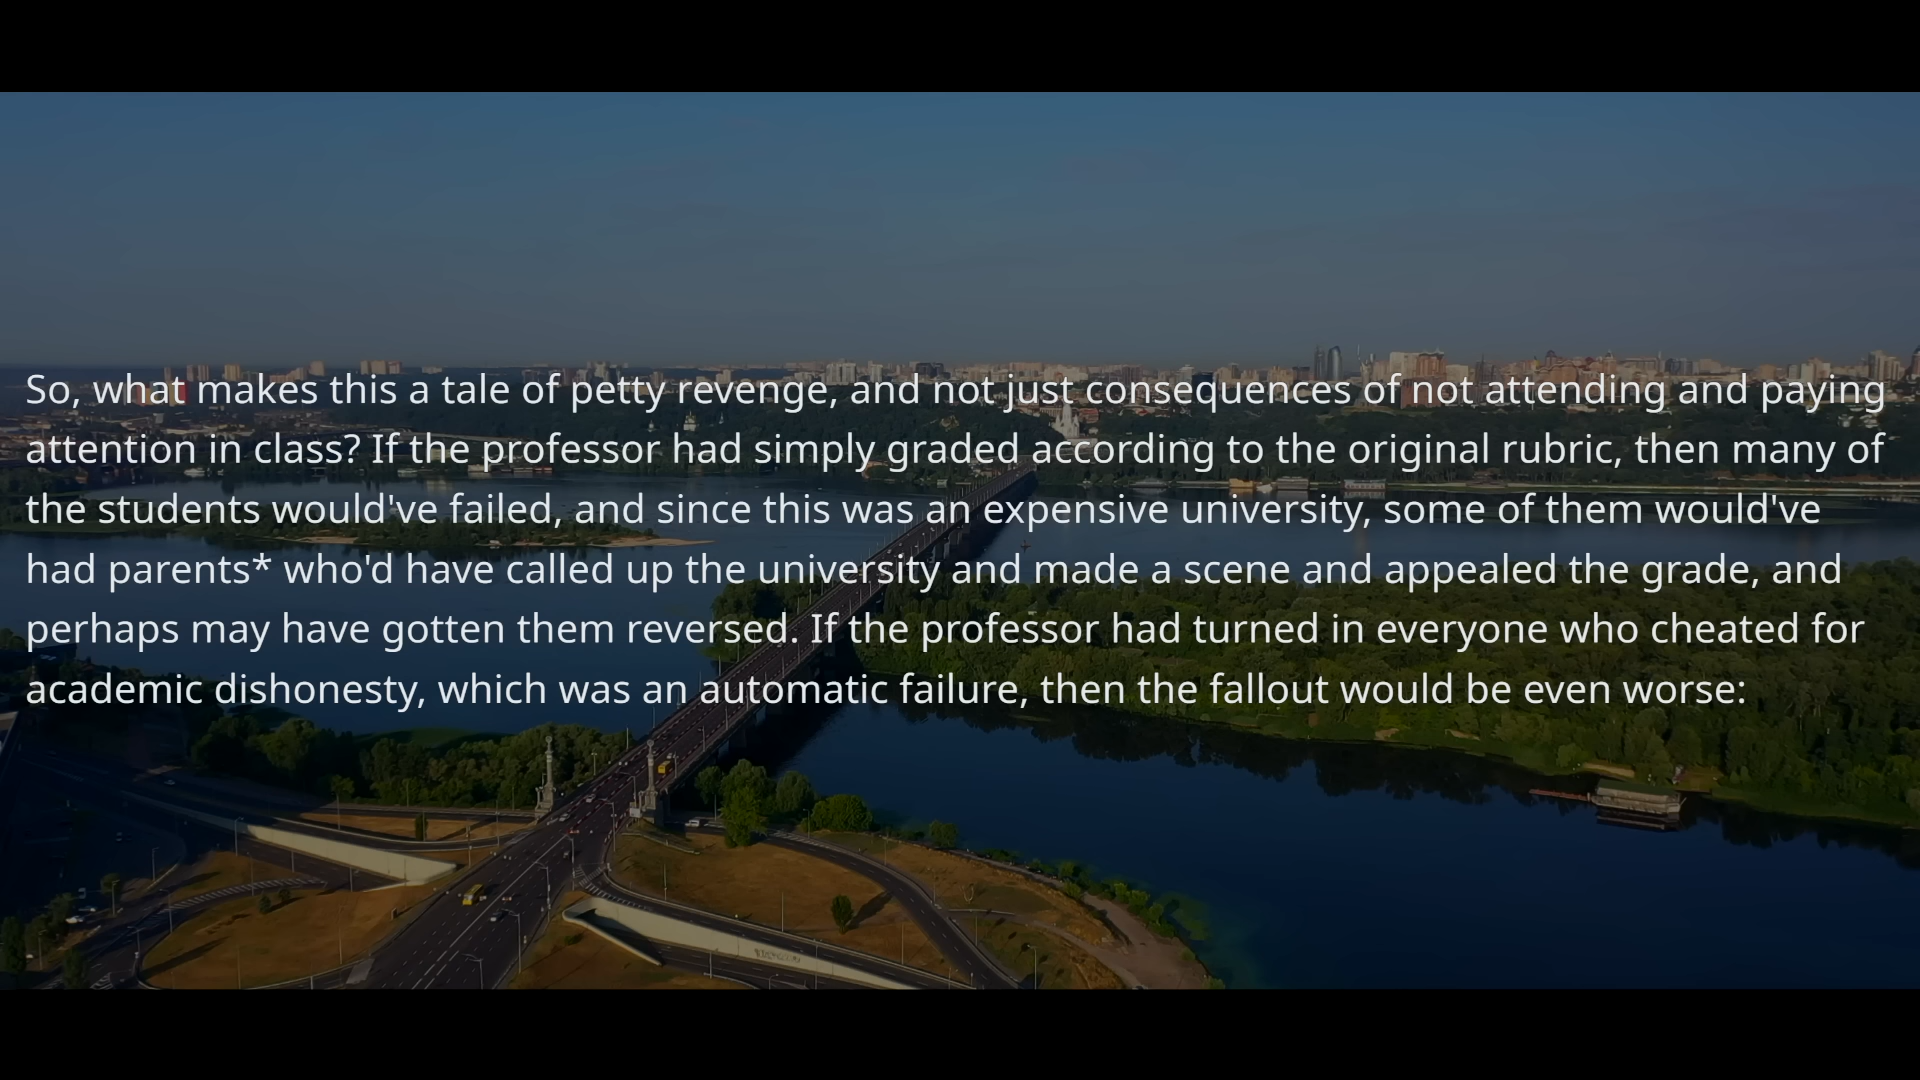 So, what makes this a tale of petty revenge, and not just consequences of not attending and paying
attention in class? If the professor had simply graded according to the original rubric, then many of
the students would've failed, and since this was an expensive university, some of them would've
had parents* who'd have called up the university and made a scene and appealed the grade, and
perhaps may have gotten them reversed. If the professor had turned in everyone who cheated for
academic dishonesty, which was an automatic failure, then the fallout would be even worse: